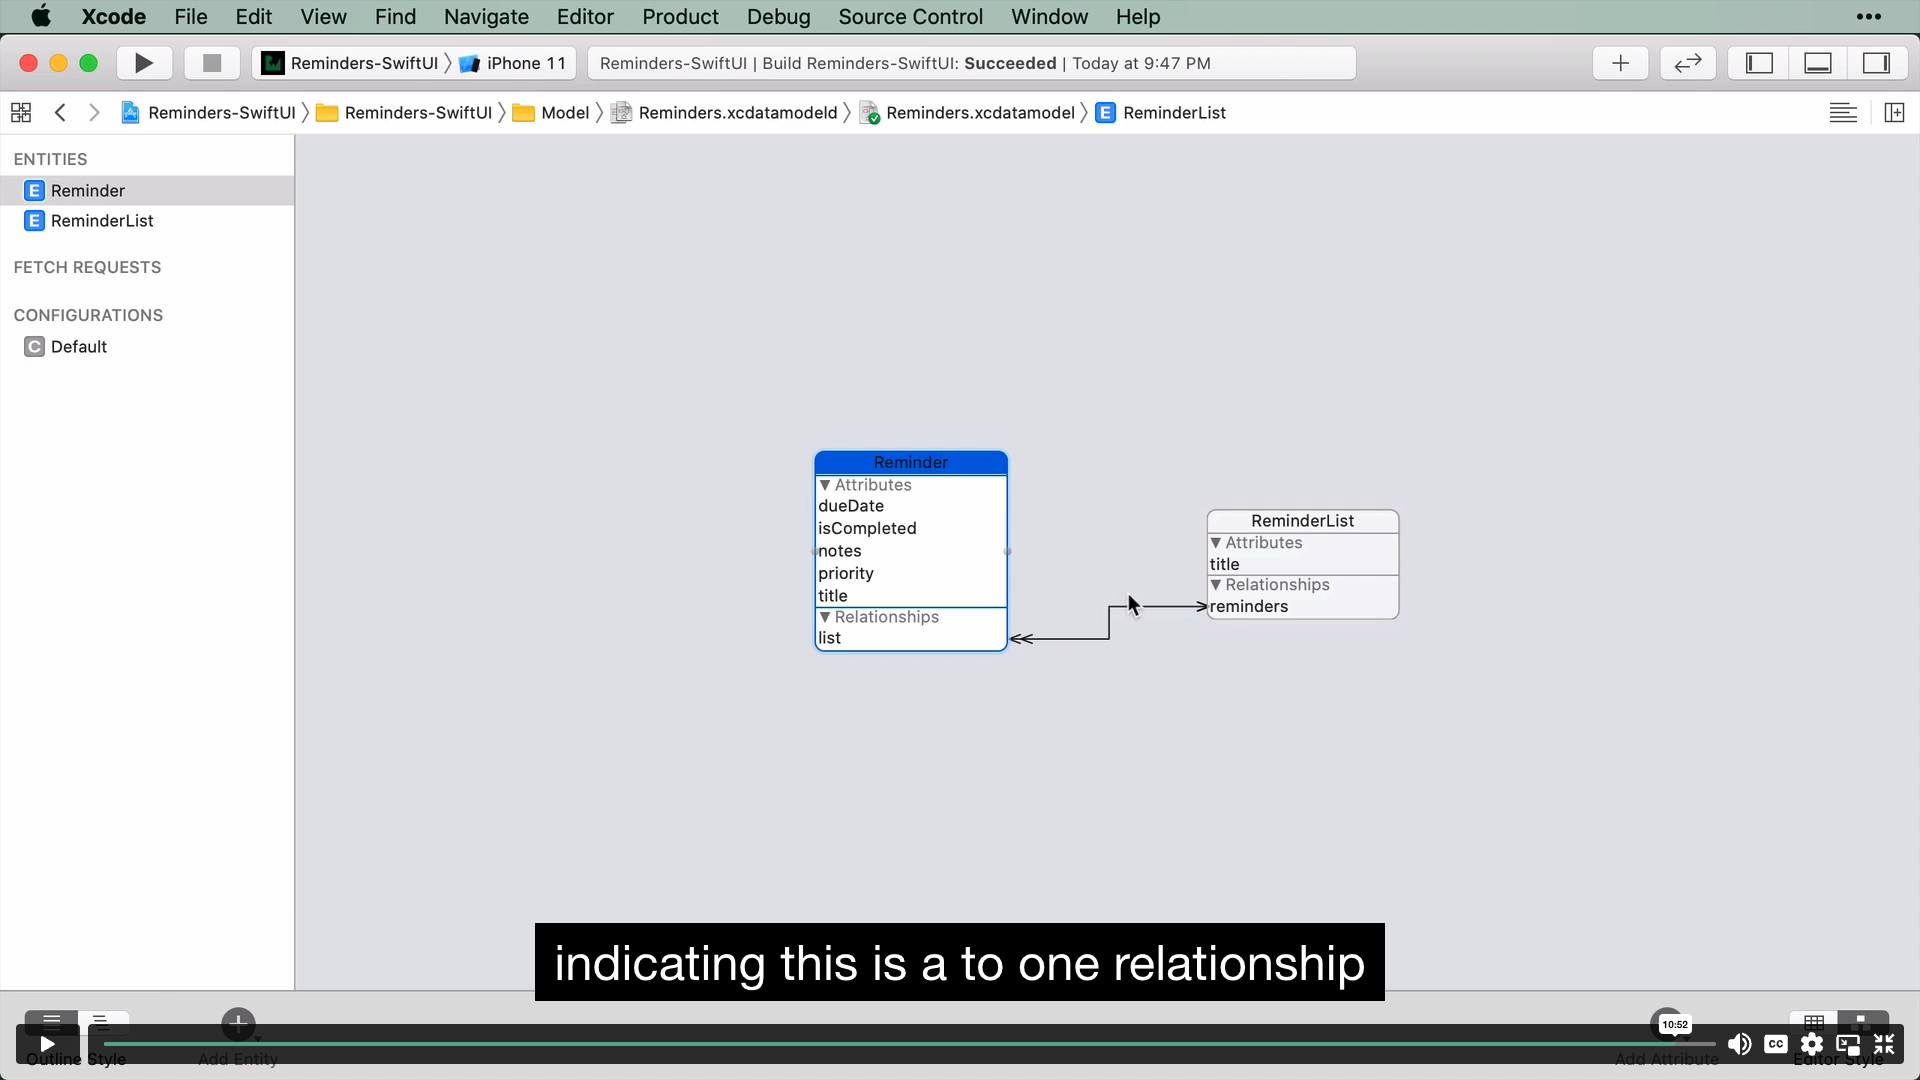 Xcode File Edit View Find Navigate Editor Product Debug Source Control Window Help
Reminders-SwiftUI iPhone 11 Reminders-SwiftUI | Build Reminders-SwiftUI: Succeeded | Today at 9:47 PM
Reminders-SwiftUI Reminders-SwiftUI Model Reminders.xcdatamodeld Reminders.xcdatamodel E ReminderList
ENTITIES
E Reminder
E ReminderList
FETCH REQUESTS
CONFIGURATIONS
C Default
Reminder
Attributes
dueDate
isCompleted
notes
priority
title
Relationships
list
ReminderList
Attributes
title
Relationships
reminders
indicating this is a to one relationship
10:52
CC
Outline Style Add Entity Add Attribute Editor Style